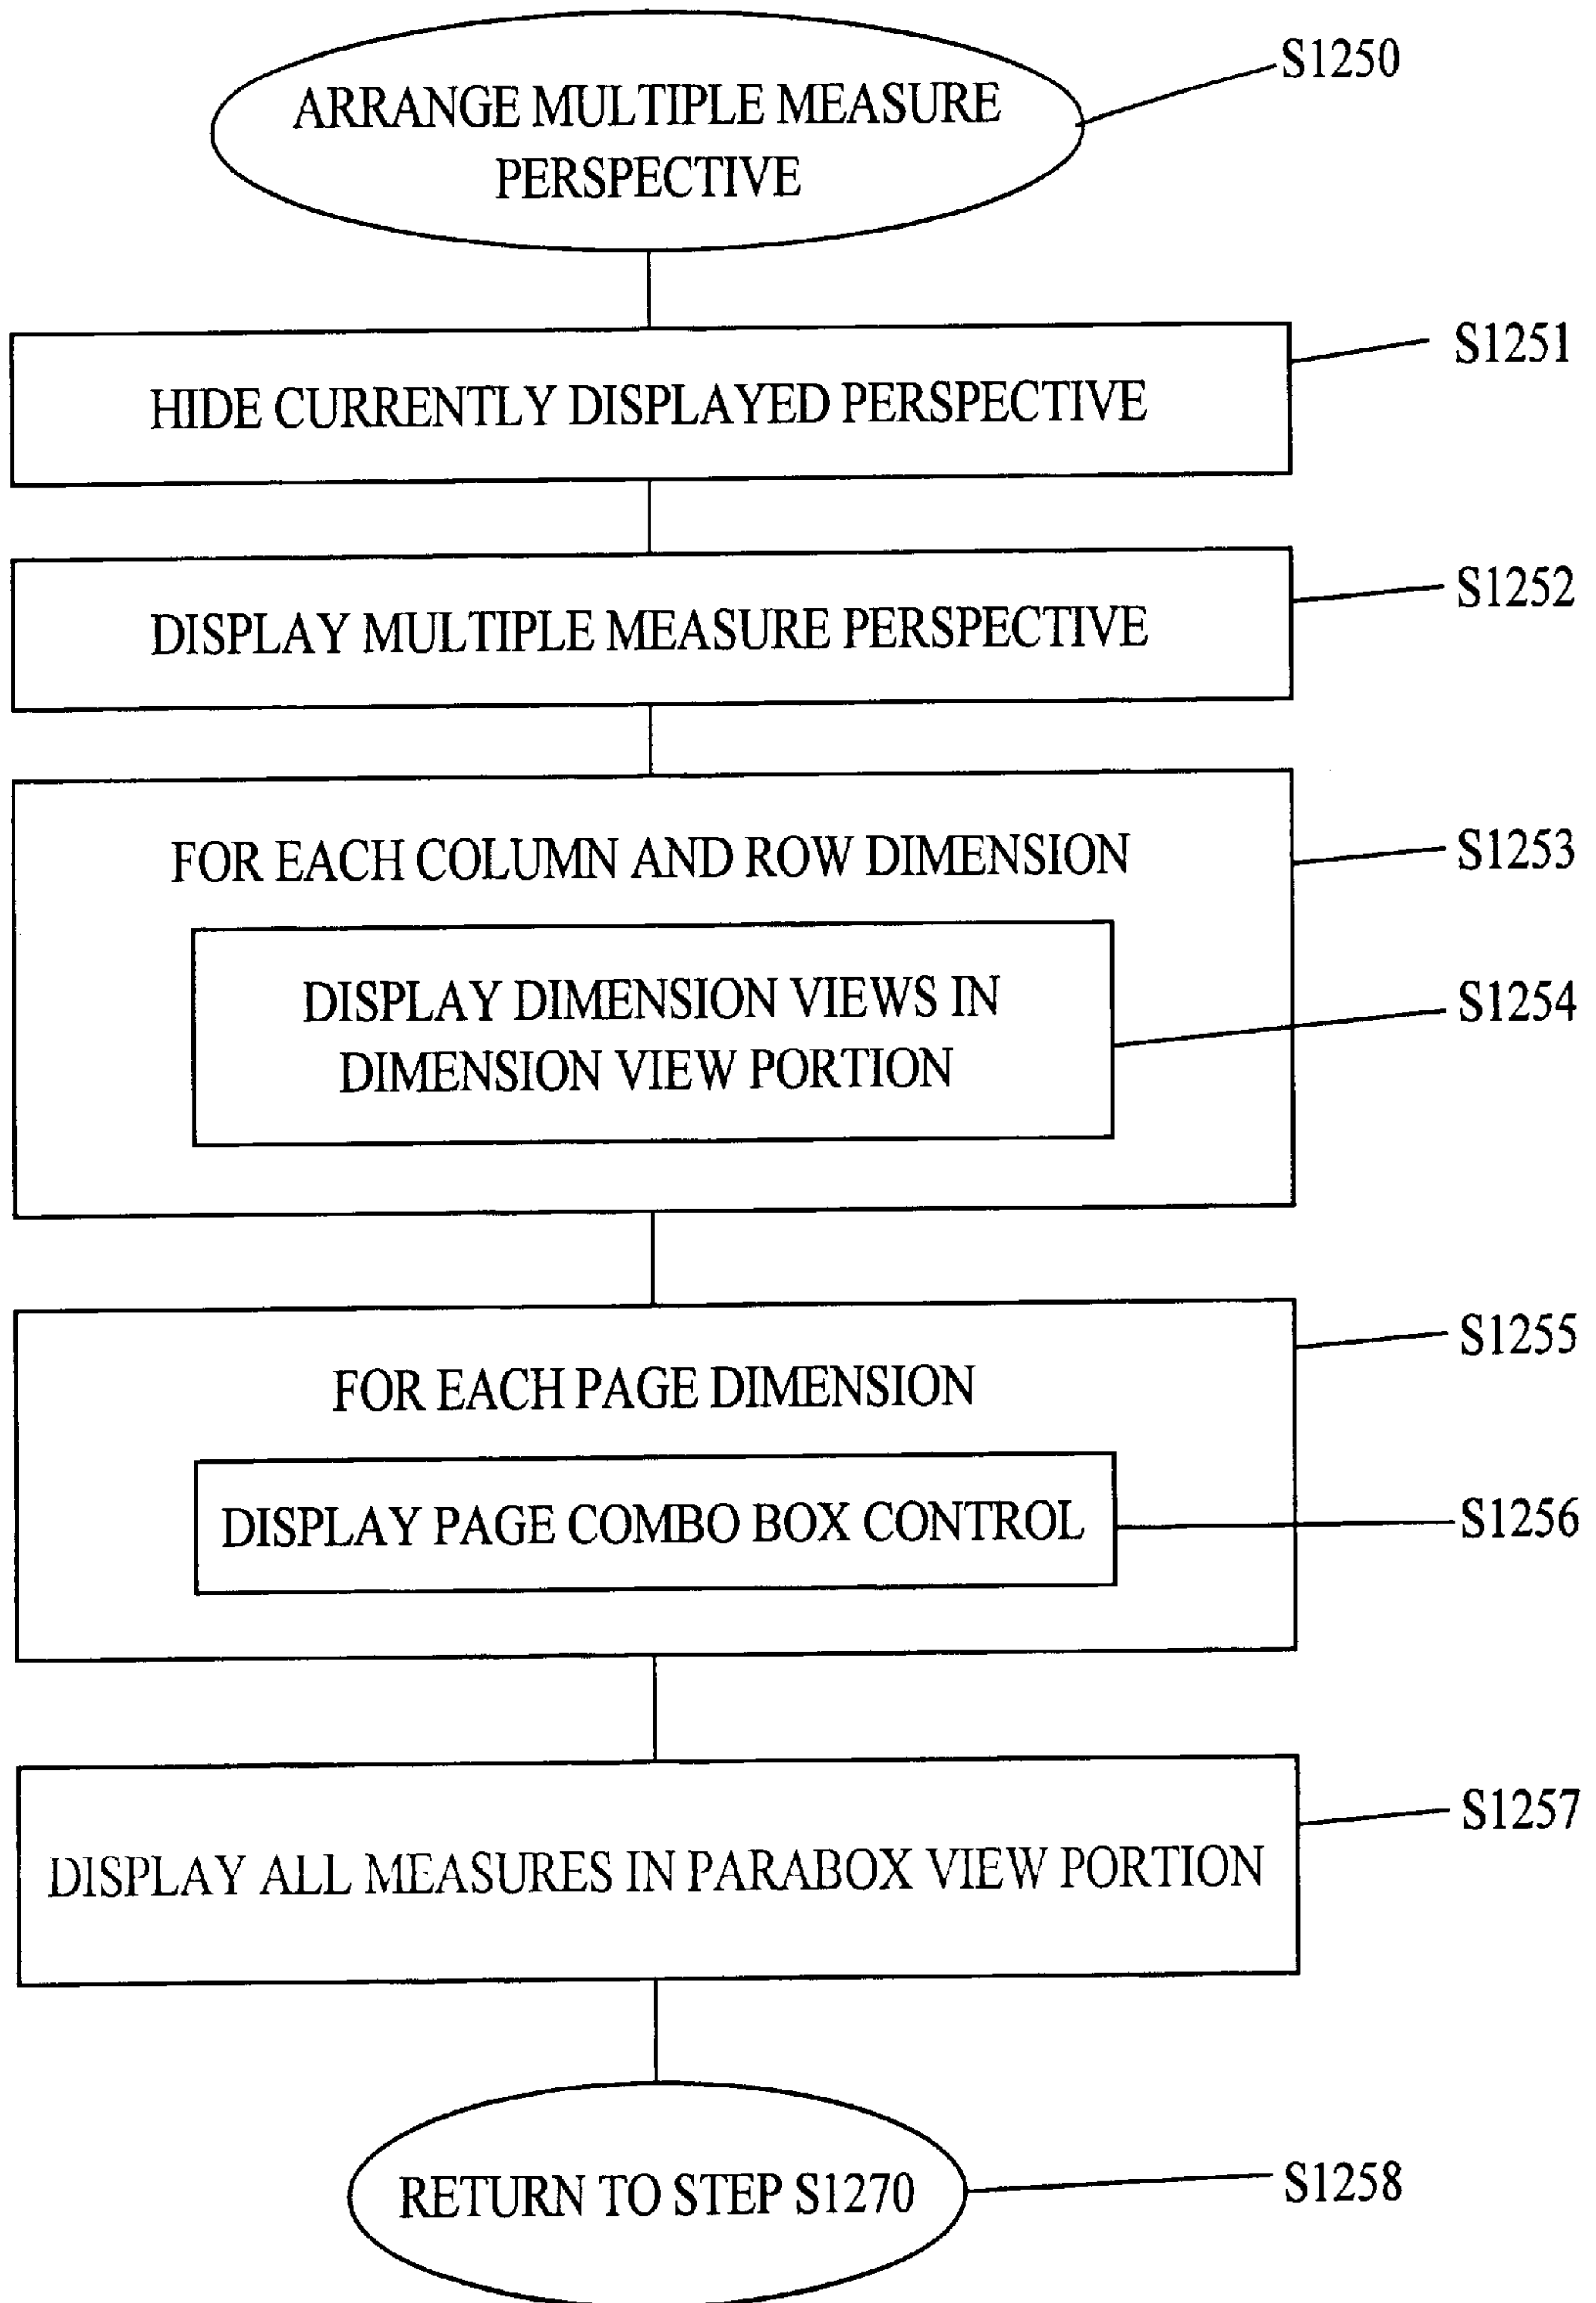 S1250
ARRANGE MULTIPLE MEASURE
PERSPECTIVE
S1251
HIDE CURRENTLY DISPLAYED PERSPECTIVE
S1252
DISPLAY MULTIPLE MEASURE PERSPECTIVE
S1253
FOR EACH COLUMN AND ROW DIMENSION
S1254
DISPLAY DIMENSION VIEWS IN
DIMENSION VIEW PORTION
S1255
FOR EACH PAGE DIMENSION
S1256
DISPLAY PAGE COMBO BOX CONTROL
S1257
DISPLAY ALL MEASURES IN PARABOX VIEW PORTION
S1258
RETURN TO STEP S1270